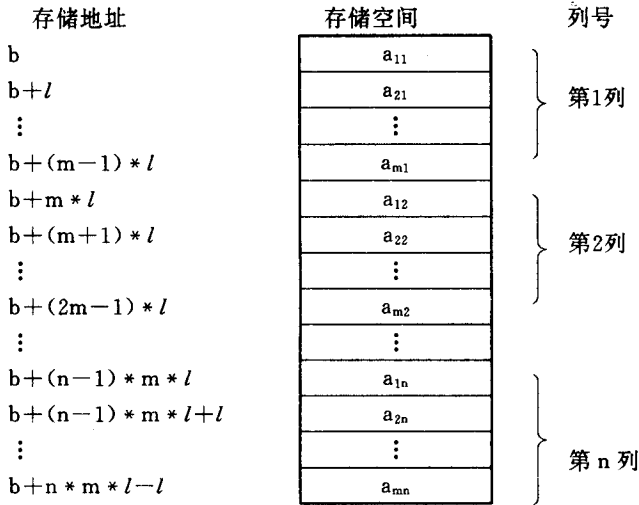 存储地址 存储空间 列号
b a₁₁
b+l a₂₁ 第1列
⋮ ⋮
b+(m-1)*l aₘ₁
b+m*l a₁₂
b+(m+1)*l a₂₂ 第2列
⋮ ⋮
b+(2m-1)*l aₘ₂
⋮ ⋮
b+(n-1)*m*l a₁ₙ
b+(n-1)*m*l+l a₂ₙ
⋮ ⋮ 第n列
b+n*m*l-l aₘₙ